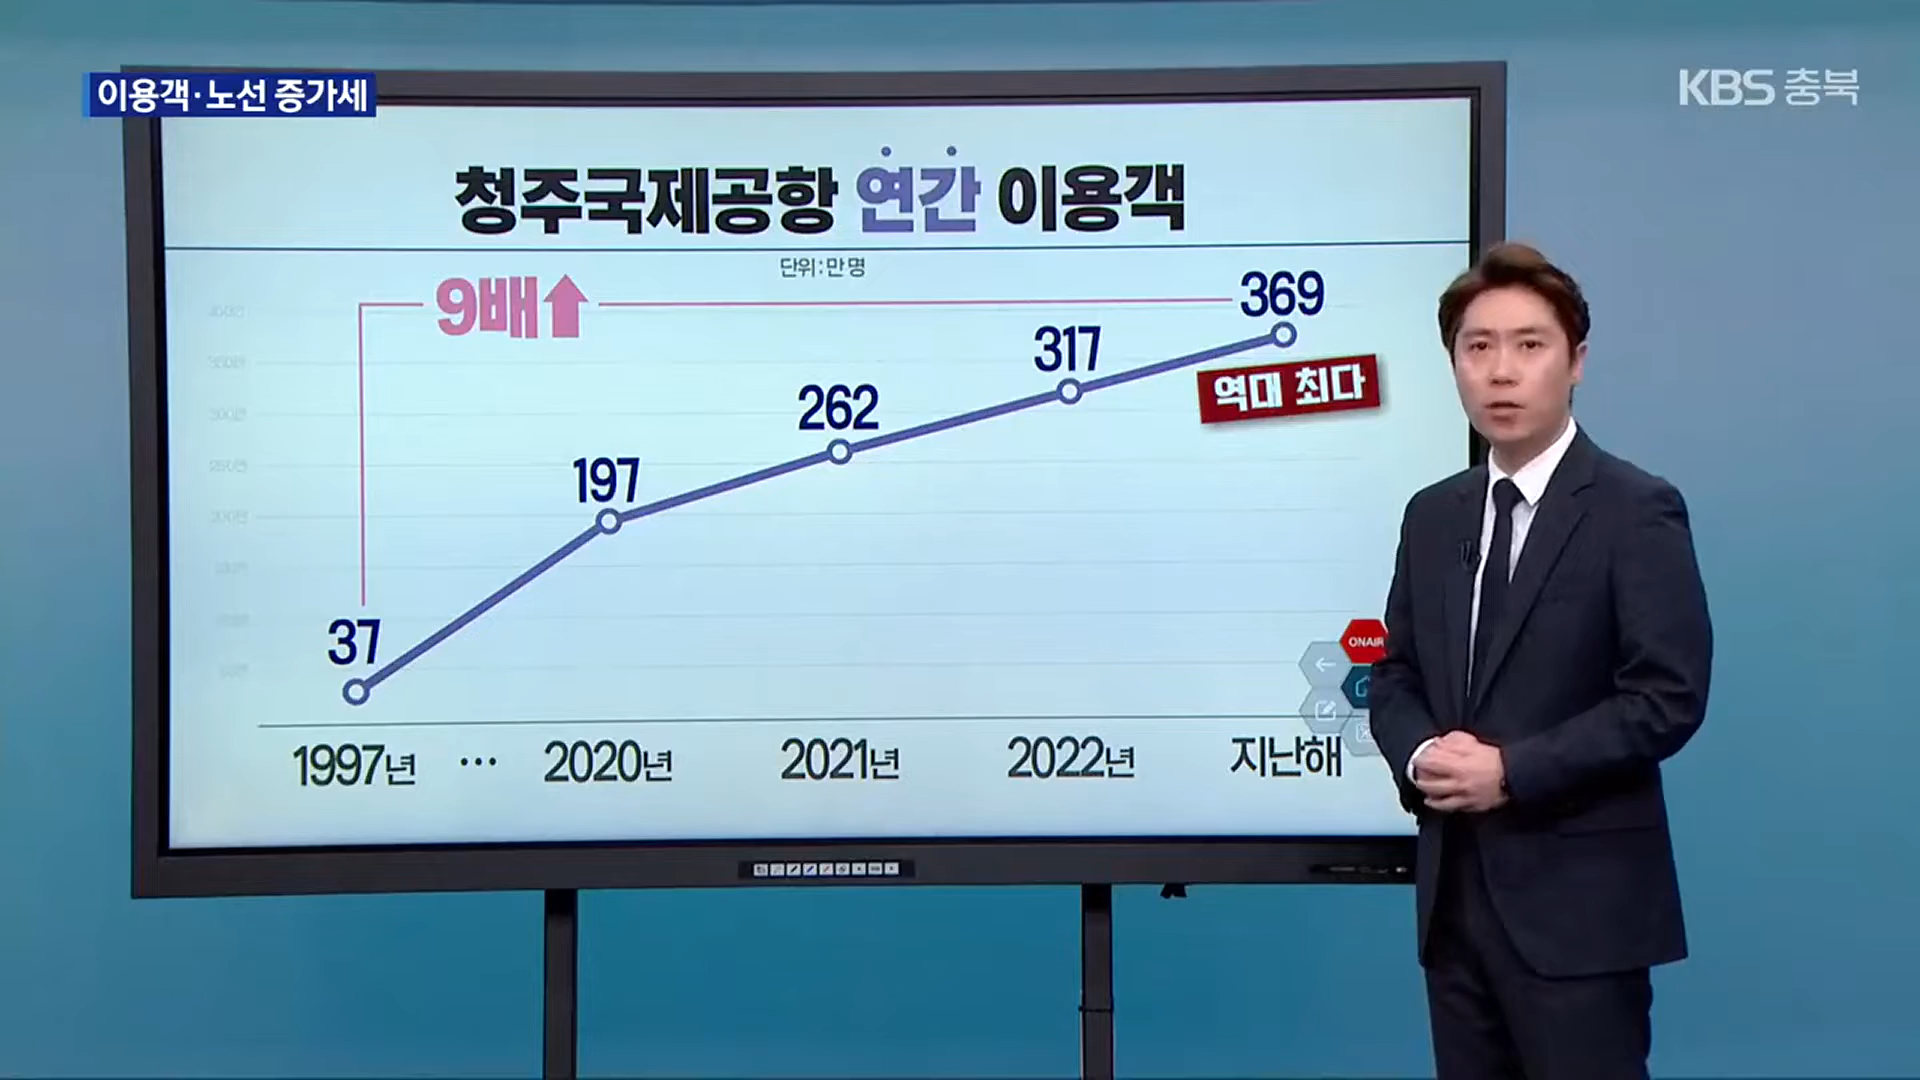 이용객·노선 증가세
KBS 충북
청주국제공항 연간 이용객
단위:만 명
9배
369
317
262
197
37
역대 최다
ONAIR
1997년 ... 2020년 2021년 2022년 지난해